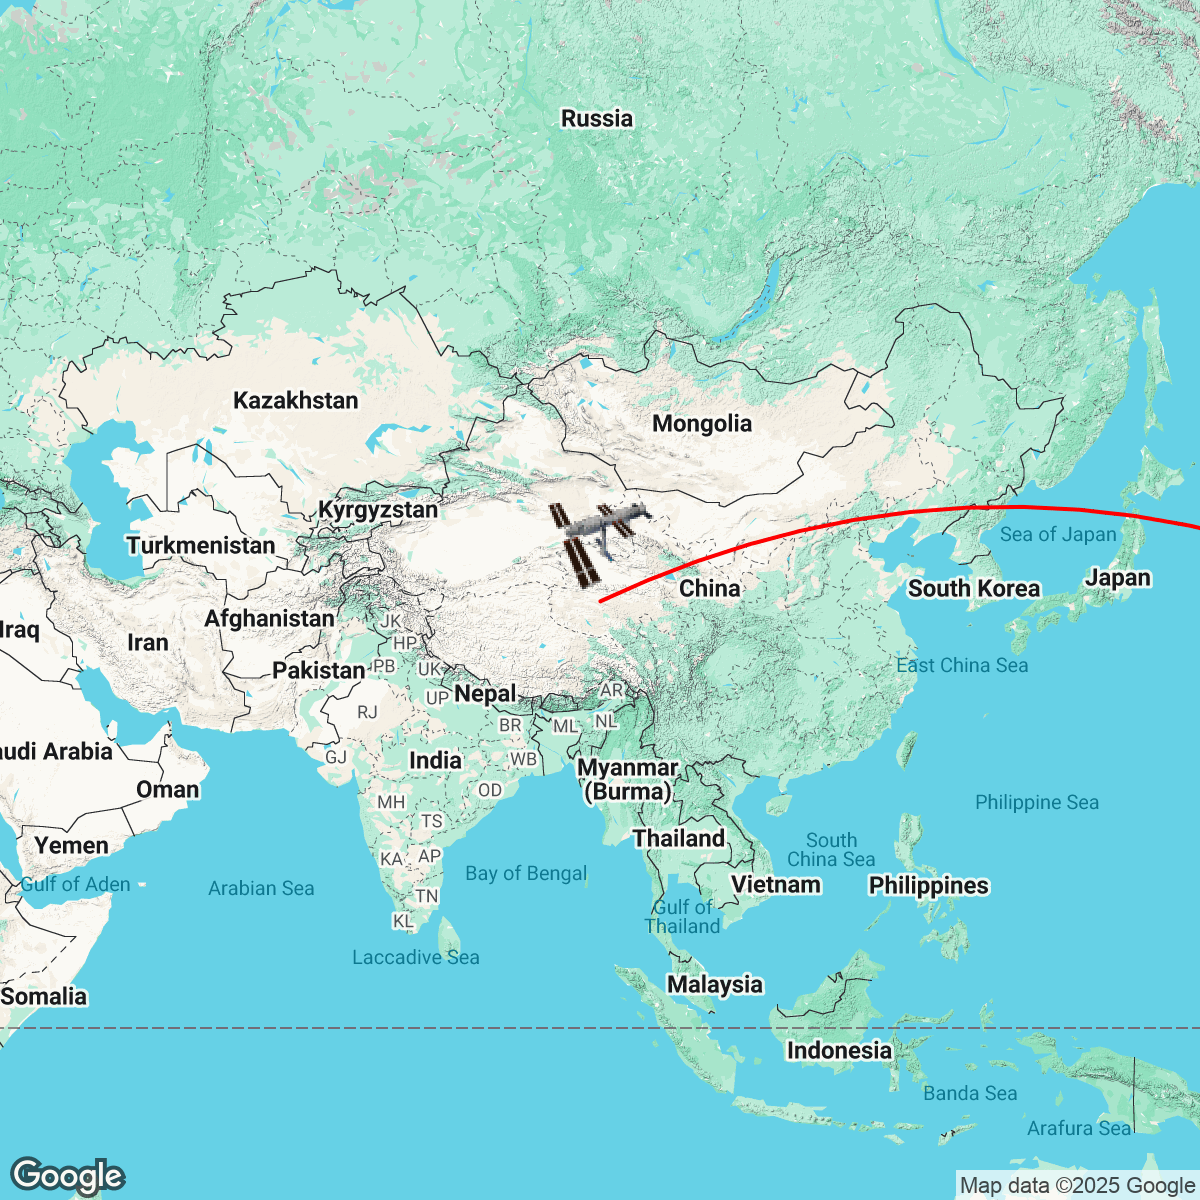 Russia
Kazakhstan
Mongolia
Kyrgyzstan
Turkmenistan
Sea of Japan
Japan
China
South Korea
Afghanistan
JK
Iraq
Iran
HP
Pakistan
PB
UK
East China Sea
Nepal
UP
AR
RJ
BR
ML
NL
audi Arabia
GJ
India
WB
Myanmar
(Burma)
Oman
OD
MH
Philippine Sea
TS
Thailand
South
China Sea
Yemen
KA
AP
Gulf of Aden
Arabian Sea
Bay of Bengal
Vietnam
Philippines
TN
KL
Gulf of
Thailand
Laccadive Sea
Malaysia
Somalia
Indonesia
Banda Sea
Arafura Sea
Google
Map data ©2025 Google